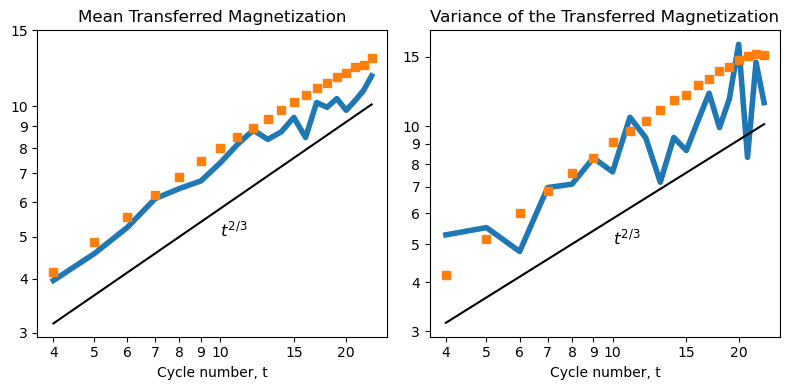 Mean Transferred Magnetization
15
10
9
8
7
6
5
4
3
t^{2/3}
4 5 6 7 8 9 10 15 20
Cycle number, t
Variance of the Transferred Magnetization
15
10
9
8
7
6
5
4
3
t^{2/3}
4 5 6 7 8 9 10 15 20
Cycle number, t